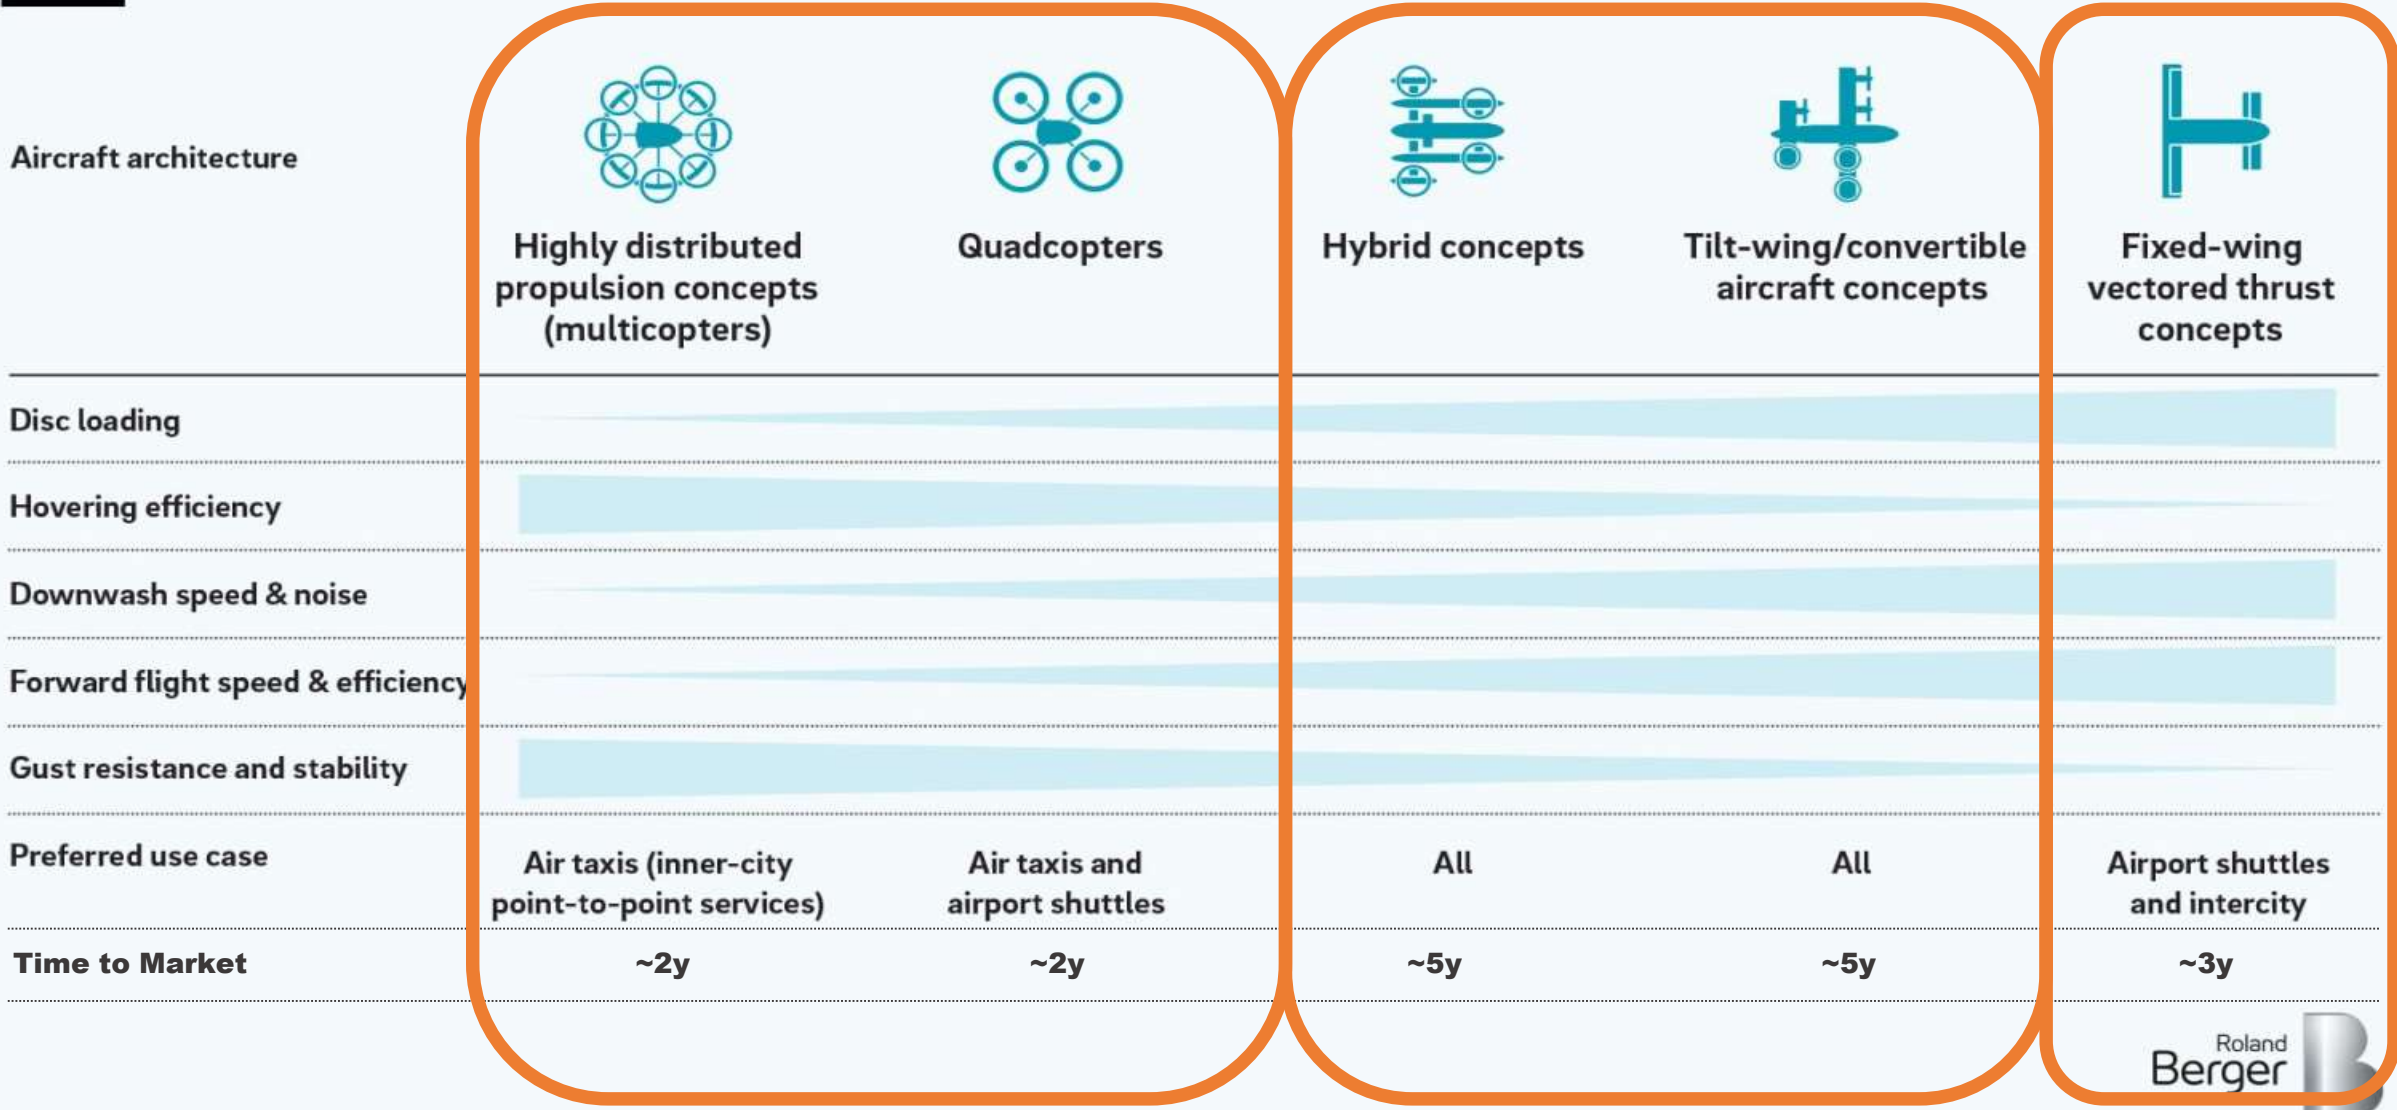 Aircraft architecture
Highly distributed
propulsion concepts
(multicopters)
Quadcopters
Hybrid concepts
Tilt-wing/convertible
aircraft concepts
Fixed-wing
vectored thrust
concepts
Disc loading
Hovering efficiency
Downwash speed & noise
Forward flight speed & efficiency
Gust resistance and stability
Preferred use case
Air taxis (inner-city
point-to-point services)
Air taxis and
airport shuttles
All
All
Airport shuttles
and intercity
Time to Market
~2y
~2y
~5y
~5y
~3y
Roland
Berger
B